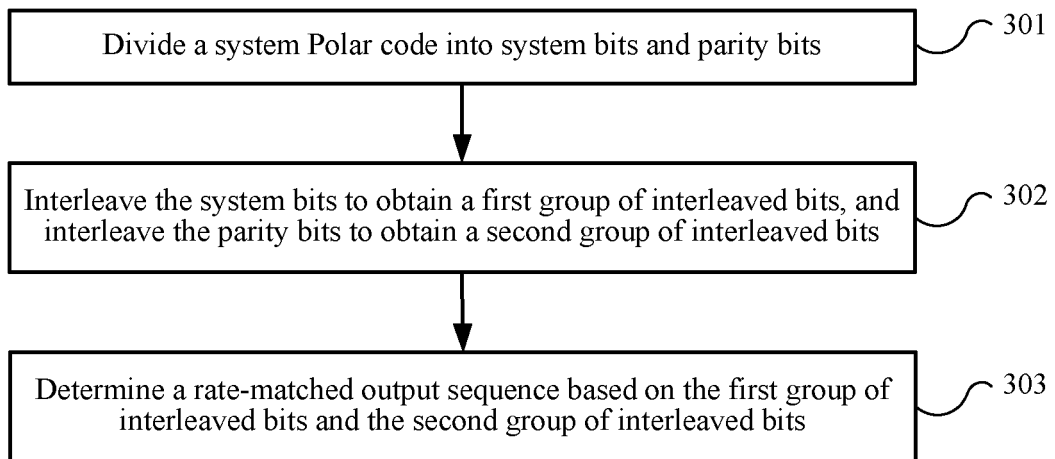 Divide a system Polar code into system bits and parity bits
301
Interleave the system bits to obtain a first group of interleaved bits, and
interleave the parity bits to obtain a second group of interleaved bits
302
Determine a rate-matched output sequence based on the first group of
interleaved bits and the second group of interleaved bits
303